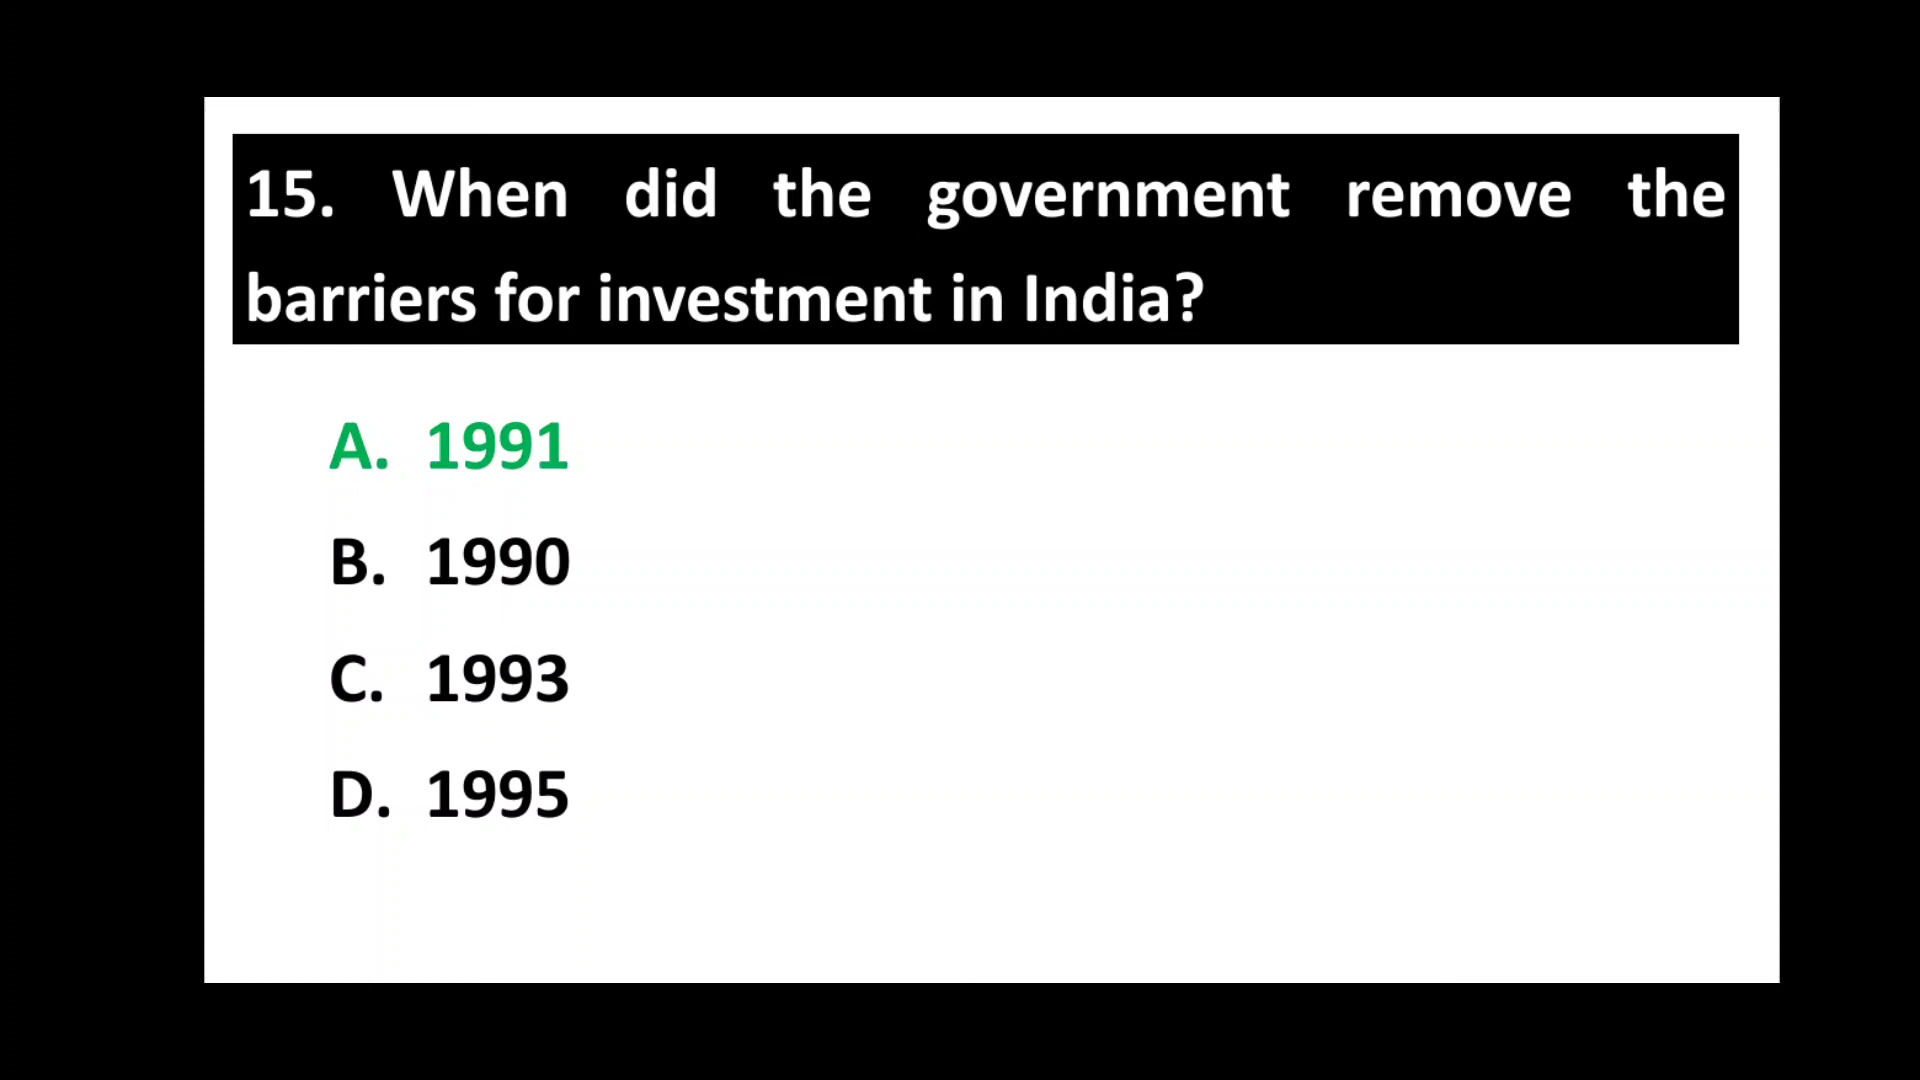 15. When did the government remove the
barriers for investment in India?
A. 1991
B. 1990
C. 1993
D. 1995